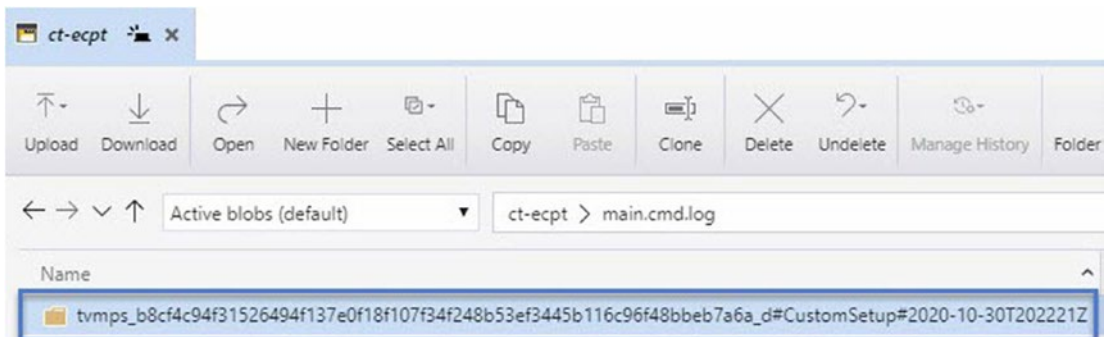 ct-ecpt
Upload Download Open New Folder Select All Copy Paste Clone Delete Undelete Manage History Folder
Active blobs (default) ct-ecpt > main.cmd.log
Name
tvmps_b8cf4c94f31526494f137e0f18f107f34f248b53ef3445b116c96f48bbeb7a6a_d#CustomSetup#2020-10-30T202221Z